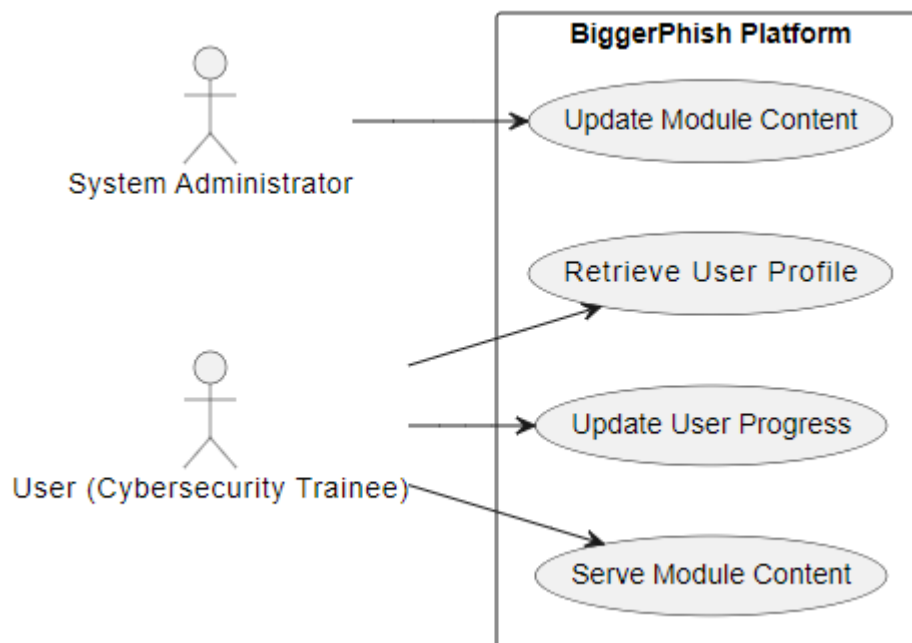 BiggerPhish Platform
Update Module Content
System Administrator
Retrieve User Profile
Update User Progress
User (Cybersecurity Trainee)
Serve Module Content